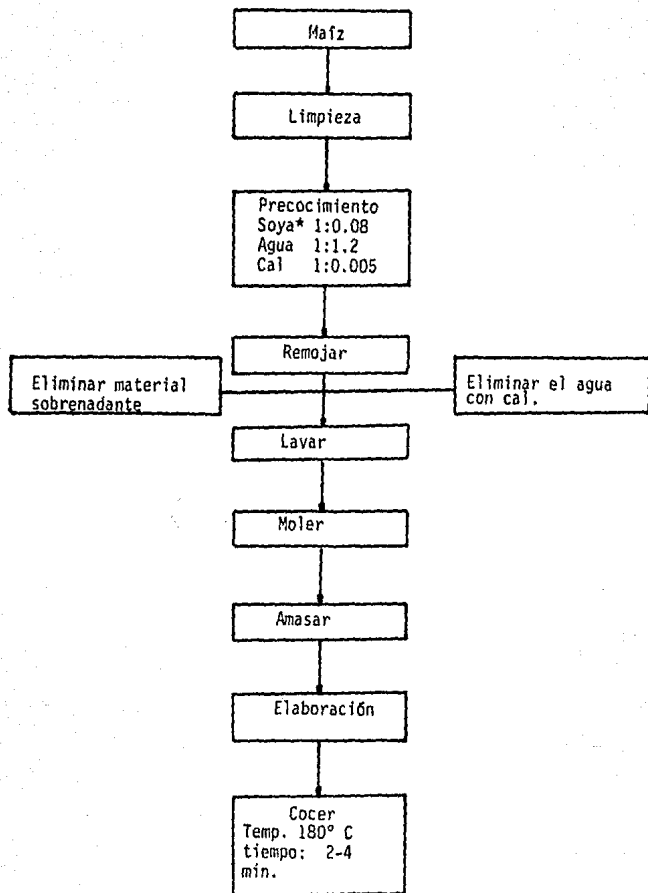 Maíz
Limpieza
Precocimiento
Soya* 1:0.08
Agua 1:1.2
Cal 1:0.005
Remojar
Eliminar material
sobrenadante
Eliminar el agua
con cal.
Lavar
Moler
Amasar
Elaboración
Cocer
Temp. 180° C
tiempo: 2-4
min.